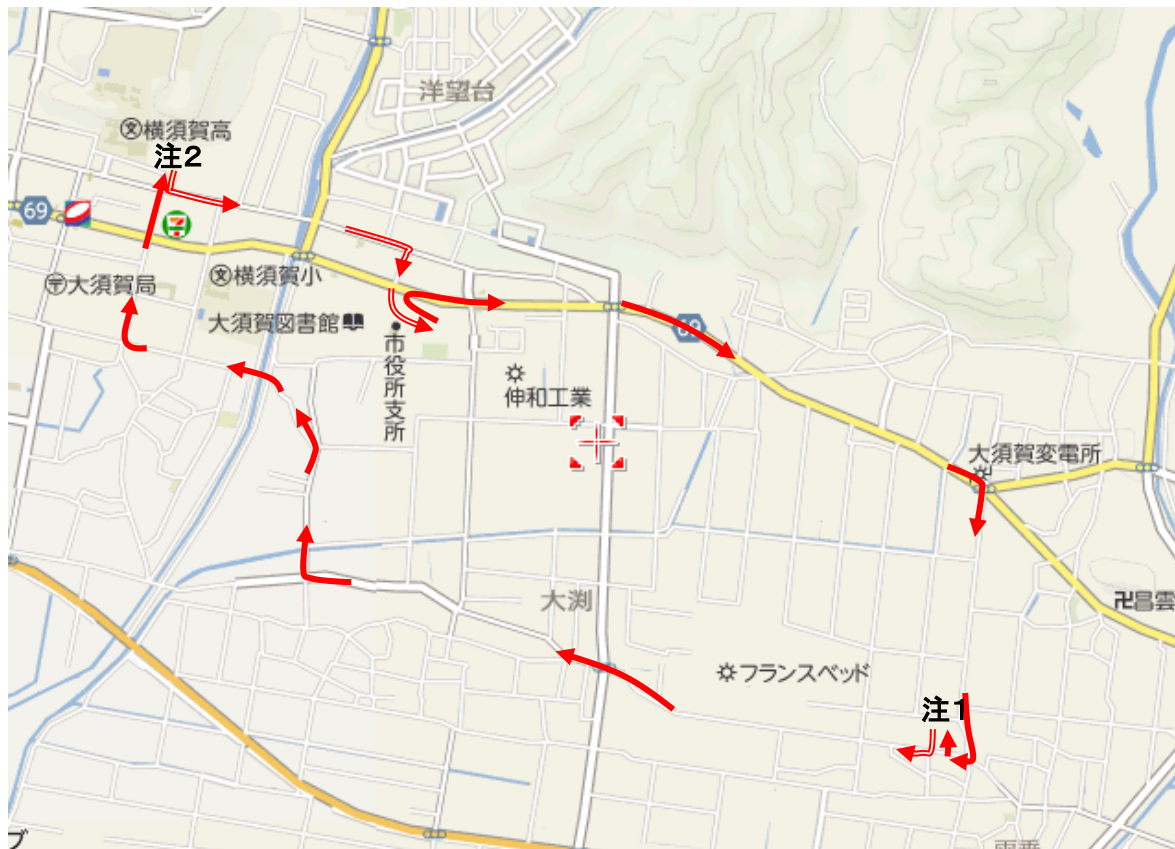 洋望台
横須賀高
注2
69
7
大須賀局
横須賀小
大須賀図書館
市役所支所
伸和工業
大須賀変電所
大渕
昌雲
フランスベッド
注1
ブ